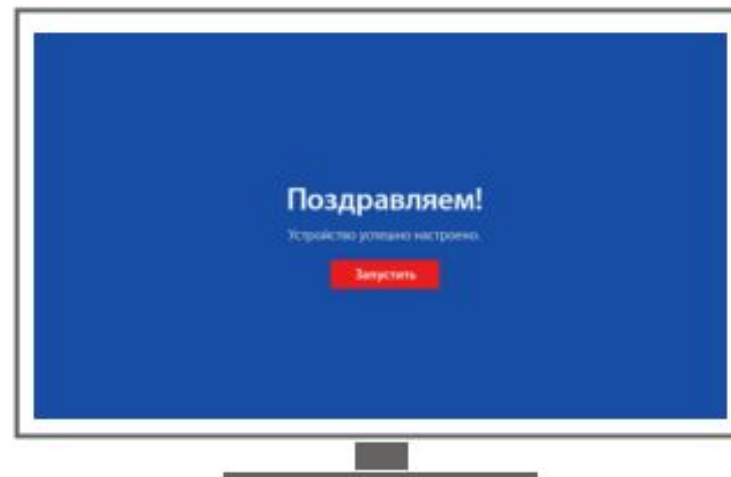 Поздравляем!
Устройство успешно настроено.
Запустить